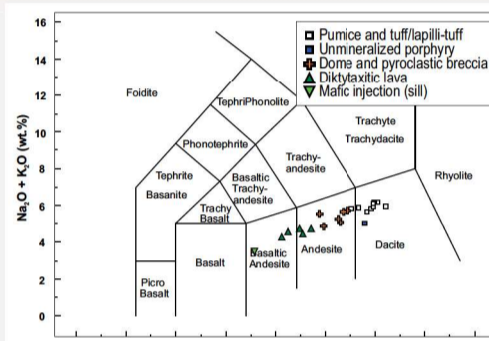 16
14
12
10
8
6
4
2
0
Na₂O + K₂O (wt.%)
Pumice and tuff/lapilli-tuff
Unmineralized porphyry
Dome and pyroclastic breccia
Diktytaxitic lava
Mafic injection (sill)
Foidite
TephriPhonolite
Trachyte
Trachydacite
Phonotephrite
Trachy-
andesite
Tephrite
Basanite
Basaltic
Trachy-
andesite
Rhyolite
Trachy
Basalt
Basalt
Basaltic
Andesite
Andesite
Dacite
Picro
Basalt